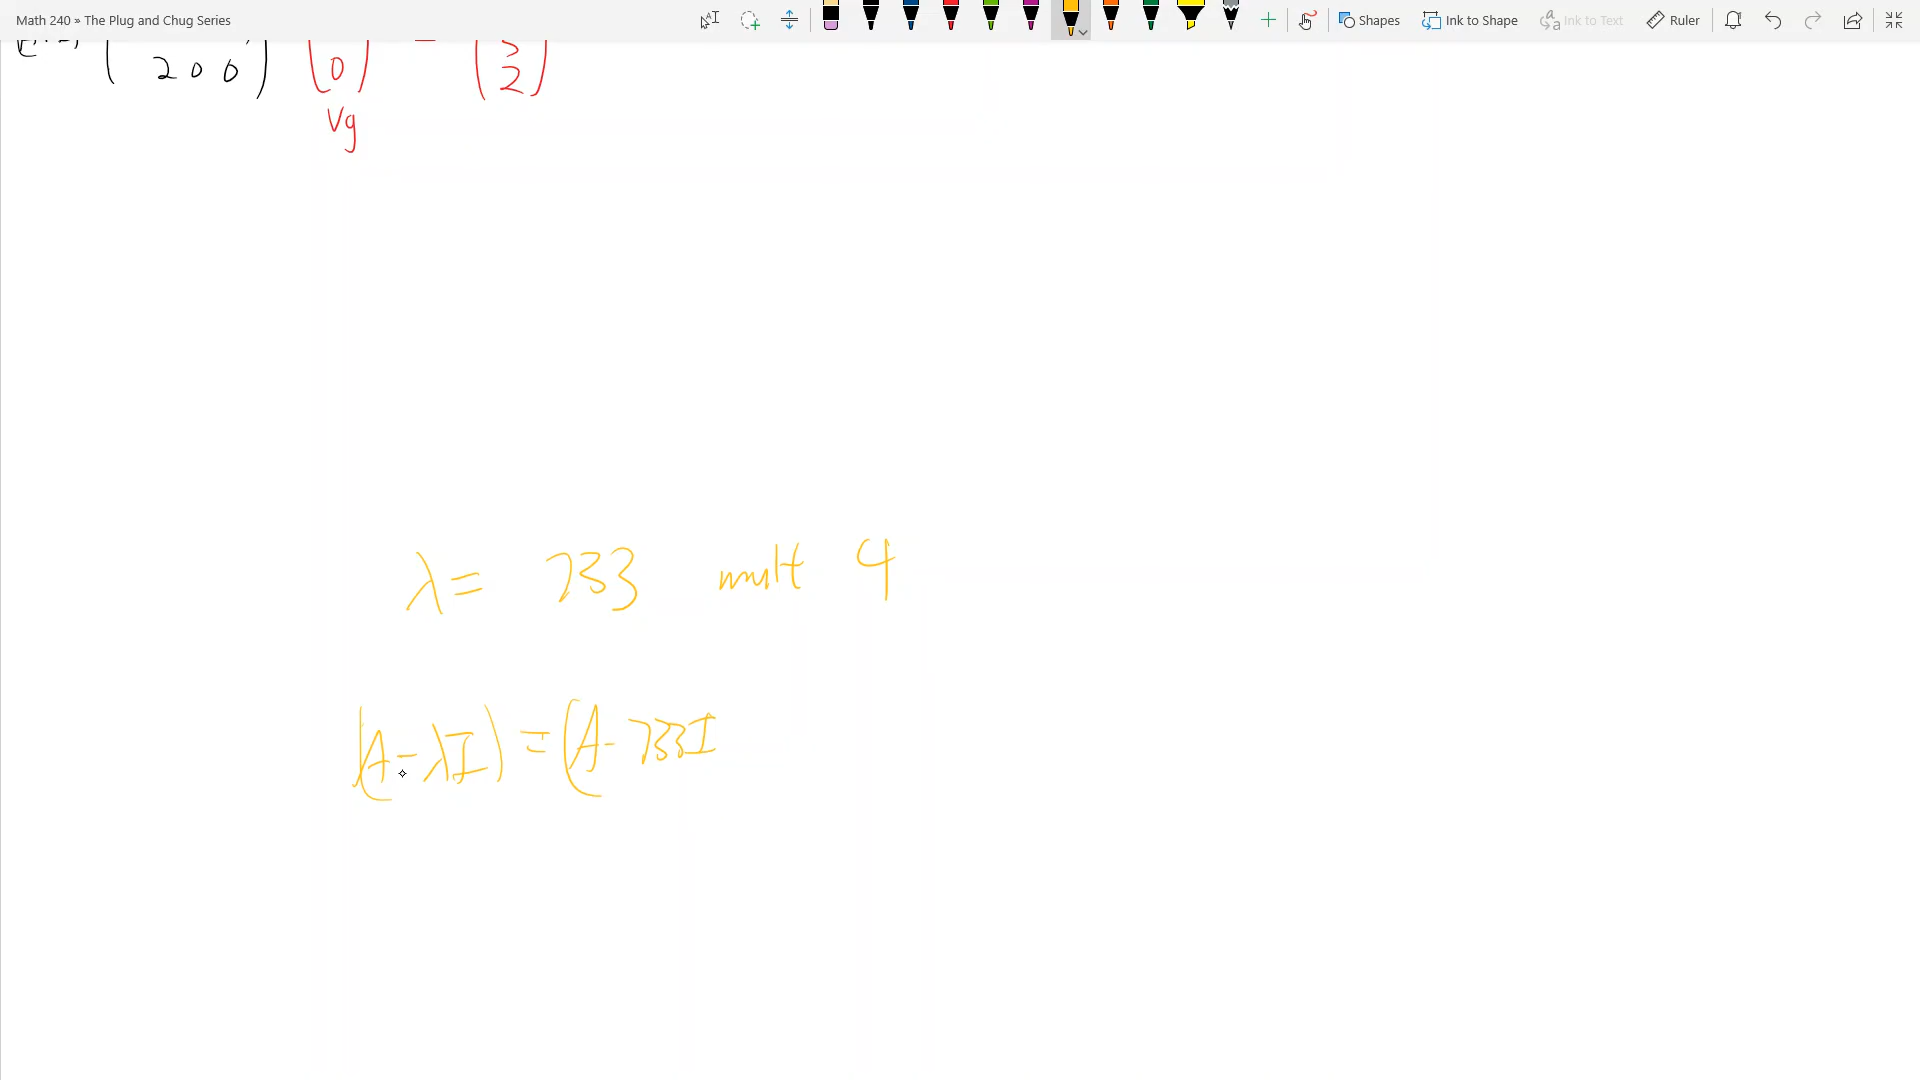 Math 240 » The Plug and Chug Series
Shapes
Ink to Shape
Ink to Text
Ruler
2 0 0
0
3
2
Vg
λ = 733 mult 4
(A - λI) = (A - 733I